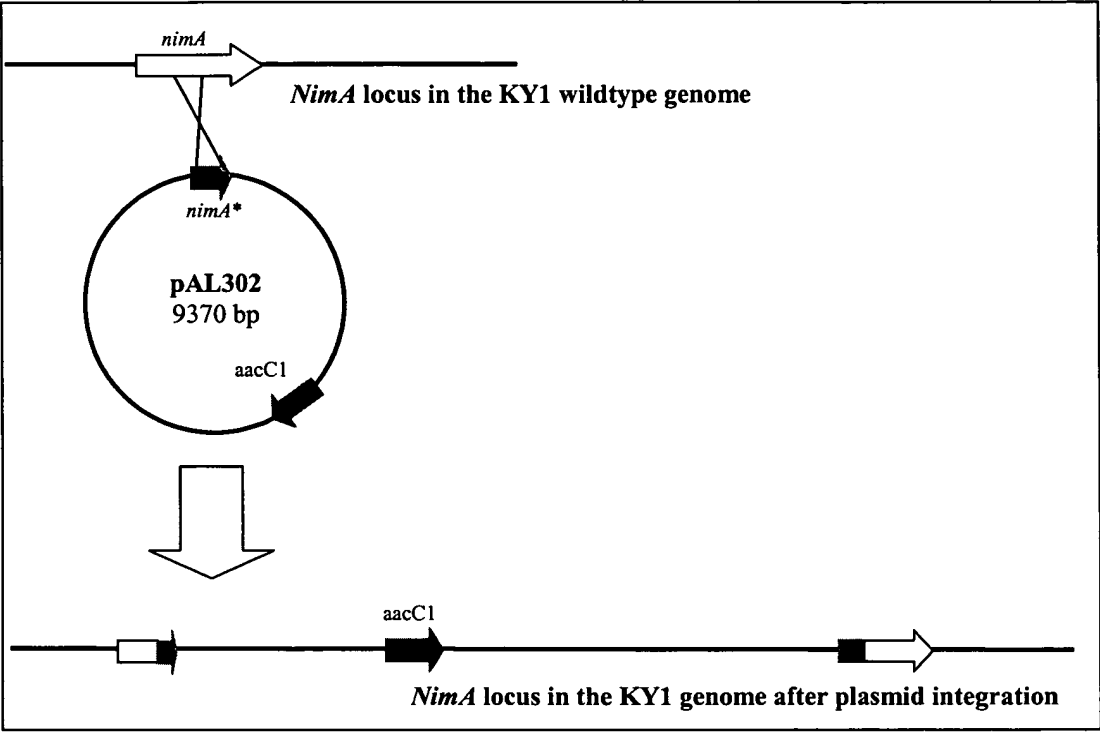 nimA
NimA locus in the KY1 wildtype genome
nimA*
pAL302
9370 bp
aacC1
aacC1
NimA locus in the KY1 genome after plasmid integration